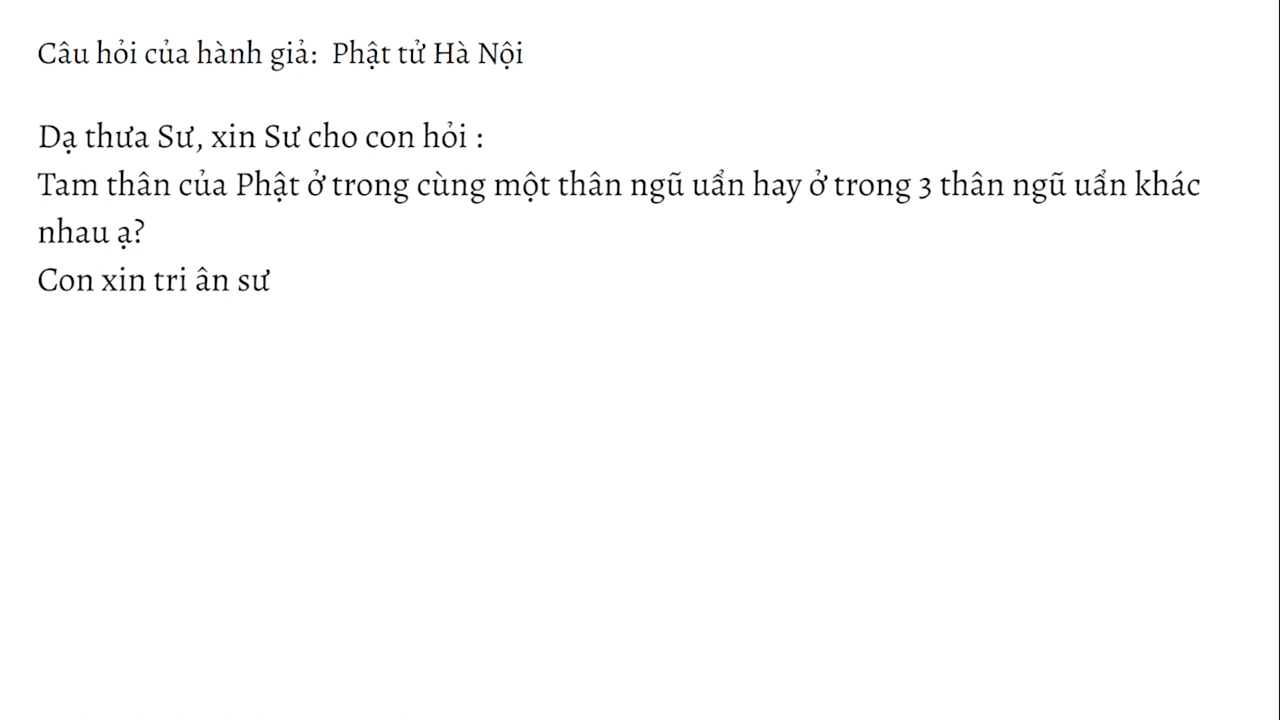 Câu hỏi của hành giả: Phật tử Hà Nội
Dạ thưa Sư, xin Sư cho con hỏi :
Tam thân của Phật ở trong cùng một thân ngũ uẩn hay ở trong 3 thân ngũ uẩn khác
nhau ạ?
Con xin tri ân sư